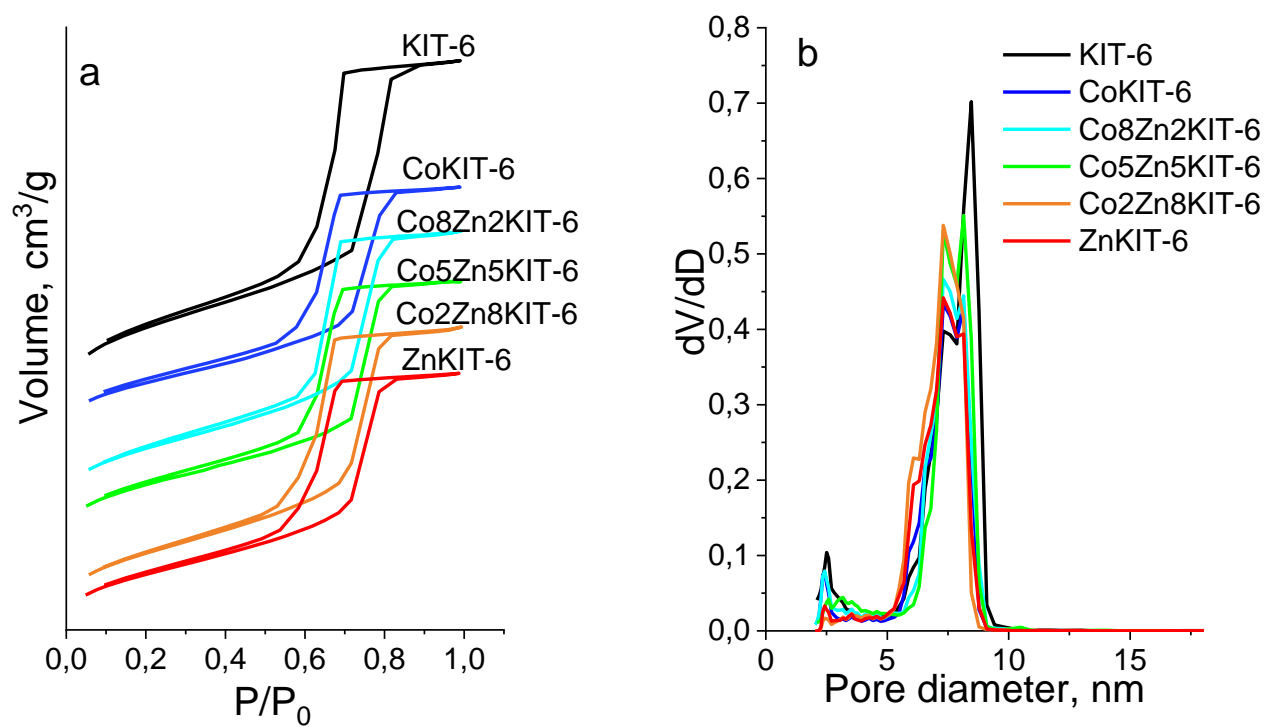 a
KIT-6
CoKIT-6
Co8Zn2KIT-6
Co5Zn5KIT-6
Co2Zn8KIT-6
ZnKIT-6
Volume, cm³/g
0,0 0,2 0,4 0,6 0,8 1,0
P/P₀
b
KIT-6
CoKIT-6
Co8Zn2KIT-6
Co5Zn5KIT-6
Co2Zn8KIT-6
ZnKIT-6
dV/dD
0,8
0,7
0,6
0,5
0,4
0,3
0,2
0,1
0,0
0 5 10 15
Pore diameter, nm